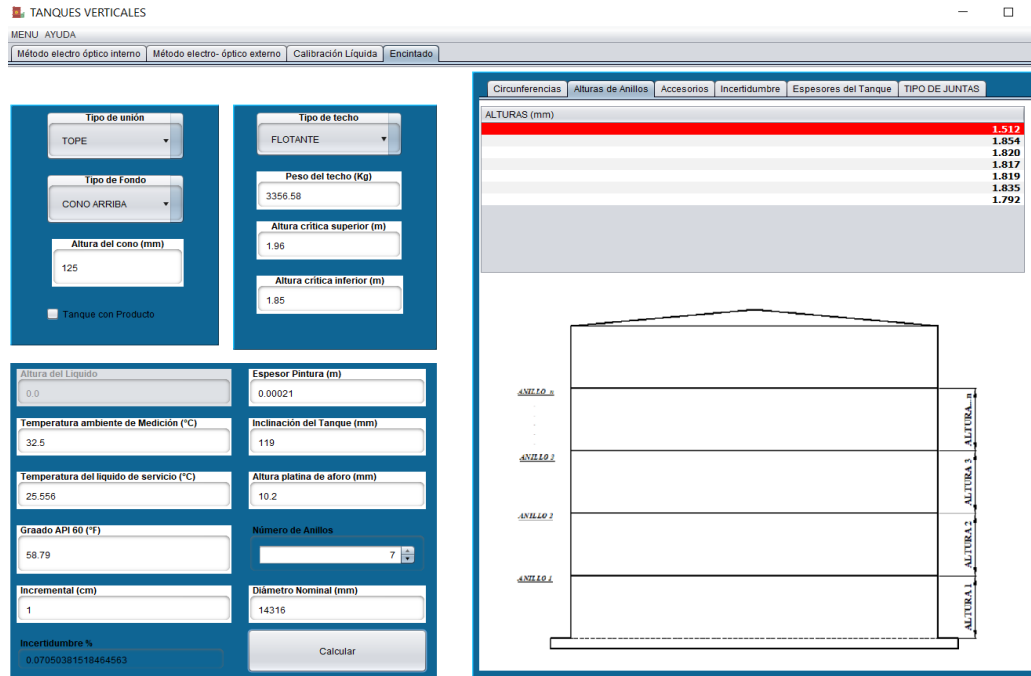 TANQUES VERTICALES
MENU AYUDA
Método electro óptico interno Método electro- óptico externo Calibración Líquida Encintado
Tipo de unión
TOPE
Tipo de Fondo
CONO ARRIBA
Altura del cono (mm)
125
Tanque con Producto
Tipo de techo
FLOTANTE
Peso del techo (Kg)
3356.58
Altura crítica superior (m)
1.96
Altura crítica inferior (m)
1.85
Altura del Liquido
0.0
Espesor Pintura (m)
0.00021
Temperatura ambiente de Medición (°C)
32.5
Inclinación del Tanque (mm)
119
Temperatura del liquido de servicio (°C)
25.556
Altura platina de aforo (mm)
10.2
Graado API 60 (°F)
58.79
Número de Anillos
7
Incremental (cm)
1
Diámetro Nominal (mm)
14316
Incertidumbre %
0.07050381518464563
Calcular
Circunferencias Alturas de Anillos Accesorios Incertidumbre Espesores del Tanque TIPO DE JUNTAS
ALTURAS (mm)
1.512
1.854
1.820
1.817
1.819
1.835
1.792
ANILLO n
ALTURA...n
ANILLO 3
ALTURA 3
ANILLO 2
ALTURA 2
ANILLO 1
ALTURA 1